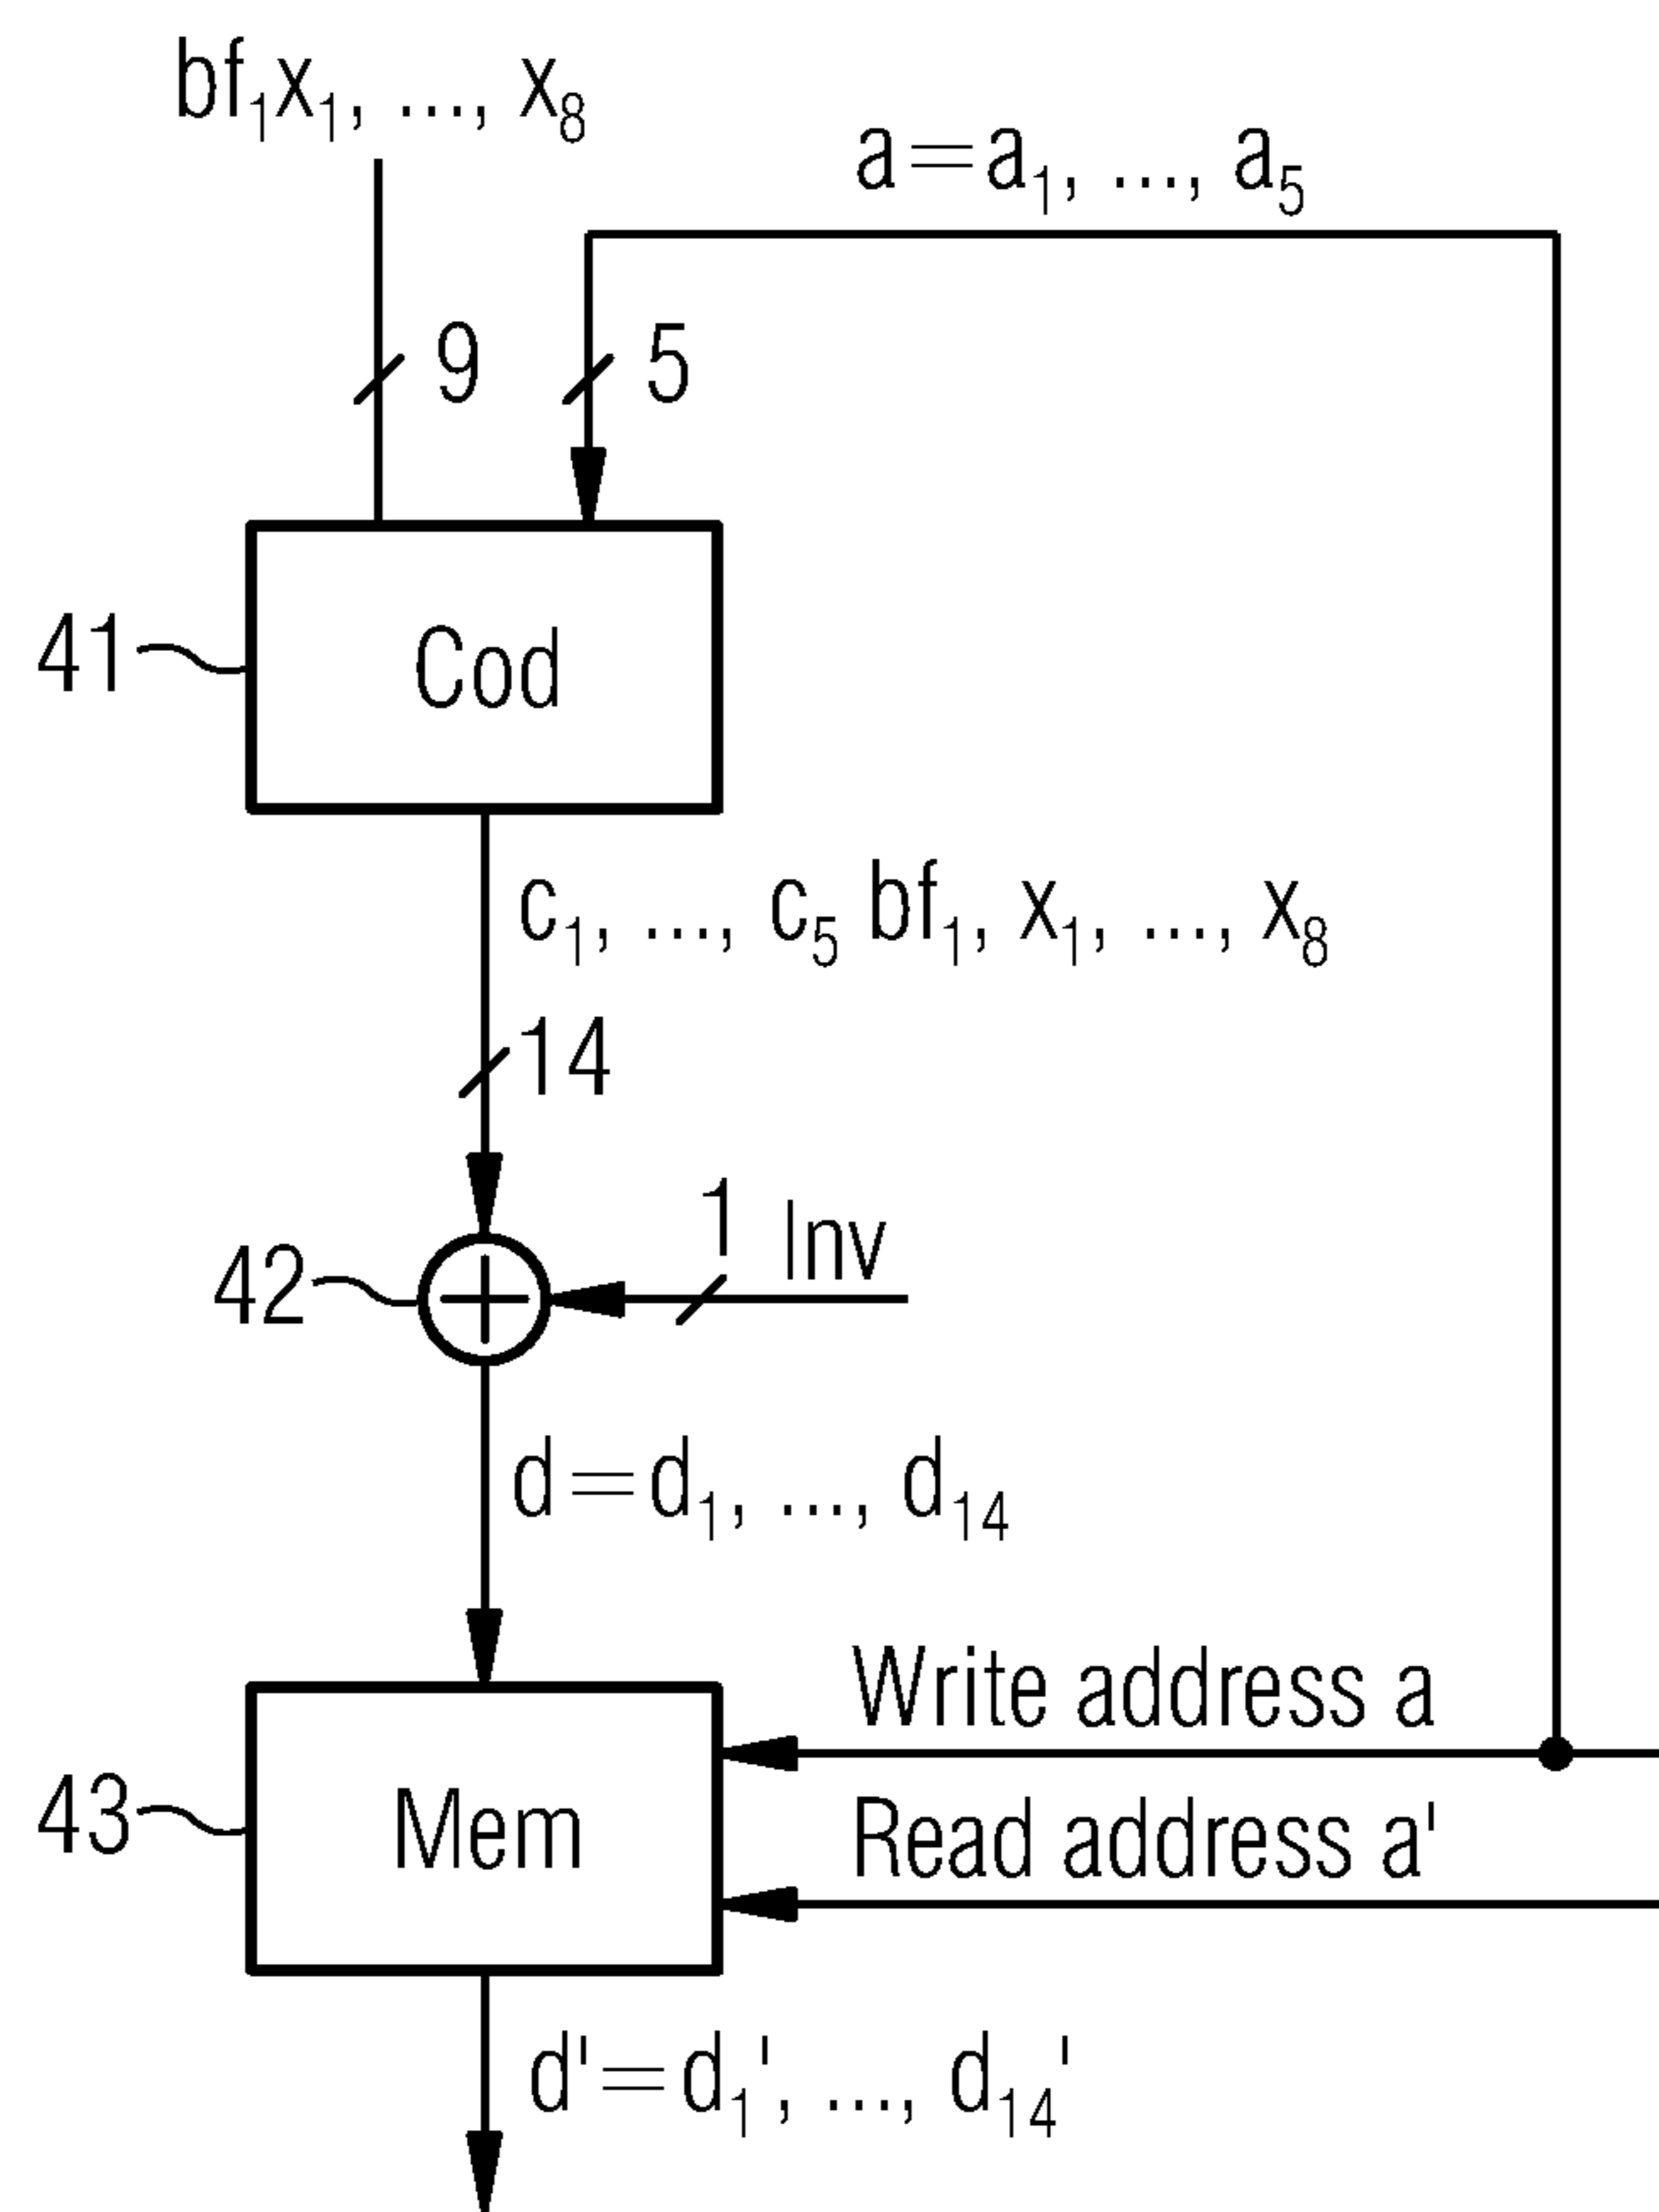 bf₁x₁, ..., x₈
a=a₁, ..., a₅
9
5
41
Cod
c₁, ..., c₅ bf₁, x₁, ..., x₈
14
1 Inv
42
d=d₁, ..., d₁₄
Write address a
43
Mem
Read address a'
d'=d₁', ..., d₁₄'